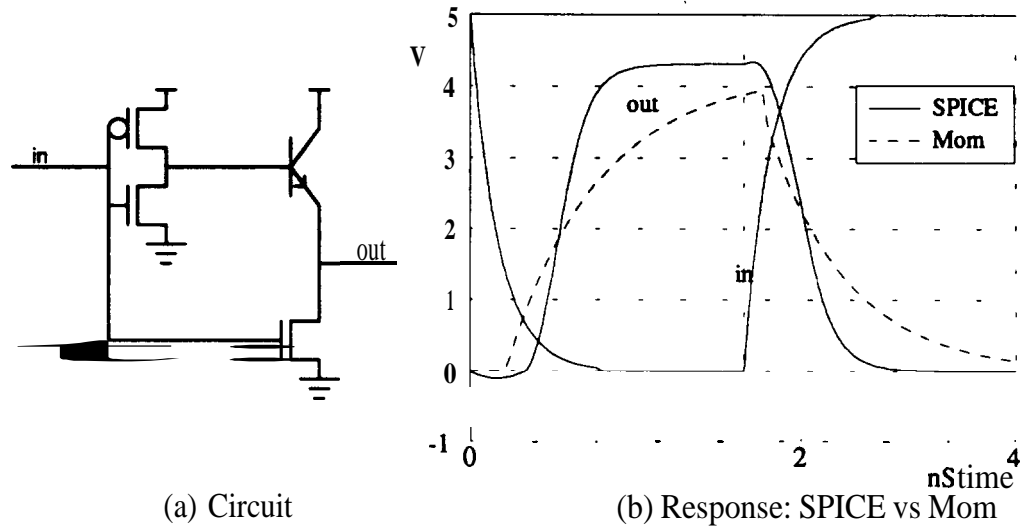 in
out
(a) Circuit
5
V
4
out
3
2
in
1
0
-1
SPICE
Mom
0
2
4
nStime
(b) Response: SPICE vs Mom